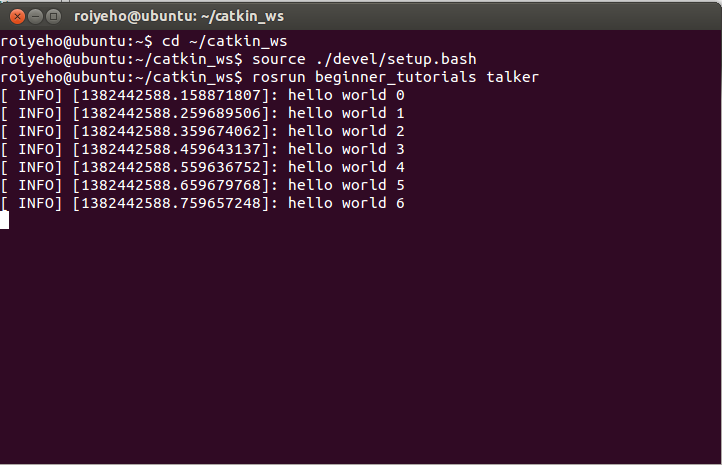 roiyeho@ubuntu: ~/catkin_ws
roiyeho@ubuntu:~$ cd ~/catkin_ws
roiyeho@ubuntu:~/catkin_ws$ source ./devel/setup.bash
roiyeho@ubuntu:~/catkin_ws$ rosrun beginner_tutorials talker
[ INFO] [1382442588.158871807]: hello world 0
[ INFO] [1382442588.259689506]: hello world 1
[ INFO] [1382442588.359674062]: hello world 2
[ INFO] [1382442588.459643137]: hello world 3
[ INFO] [1382442588.559636752]: hello world 4
[ INFO] [1382442588.659679768]: hello world 5
[ INFO] [1382442588.759657248]: hello world 6